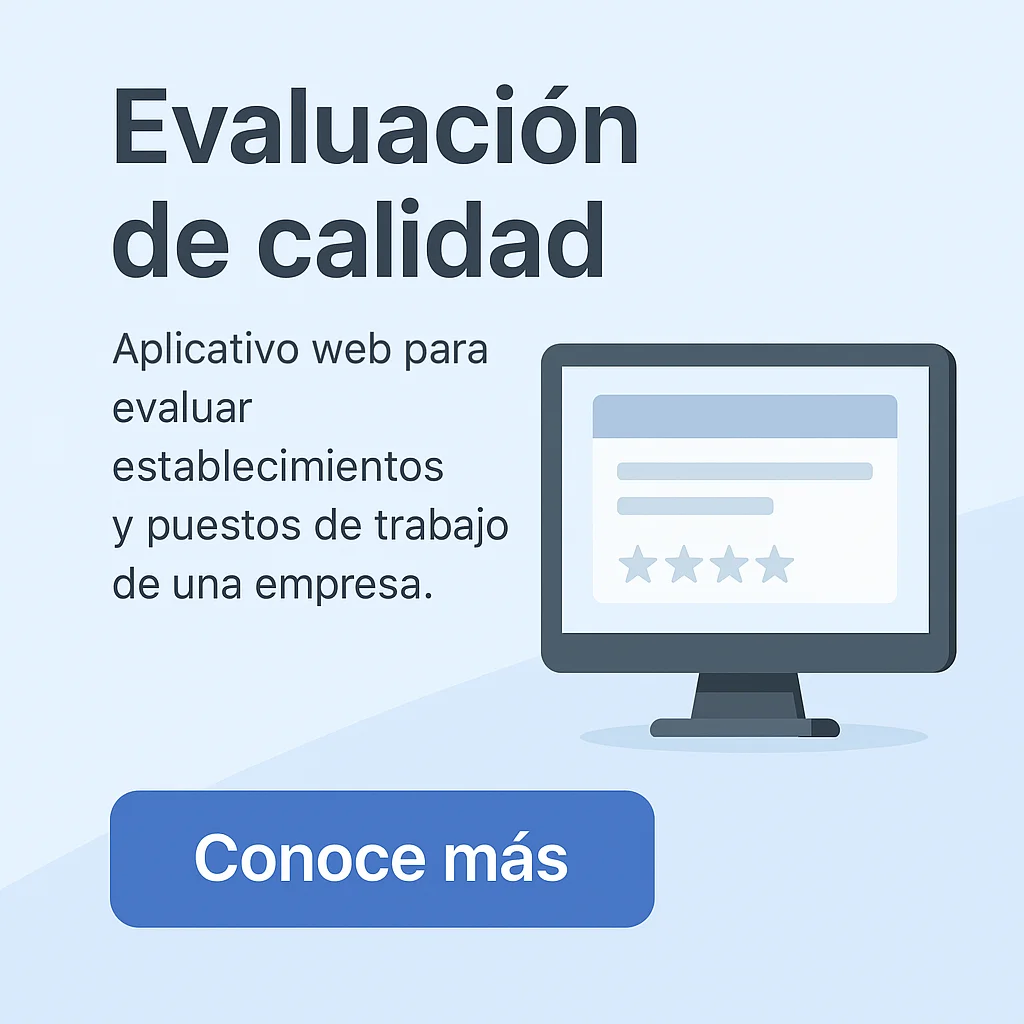 Evaluación
de calidad
Aplicativo web para
evaluar
establecimientos
y puestos de trabajo
de una empresa.
Conoce más